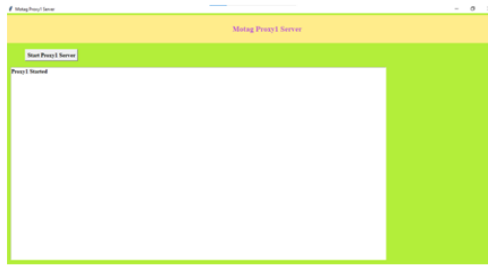 Motag Proxy1 Server
Motag Proxy1 Server
Start Proxy1 Server
Proxy1 Started